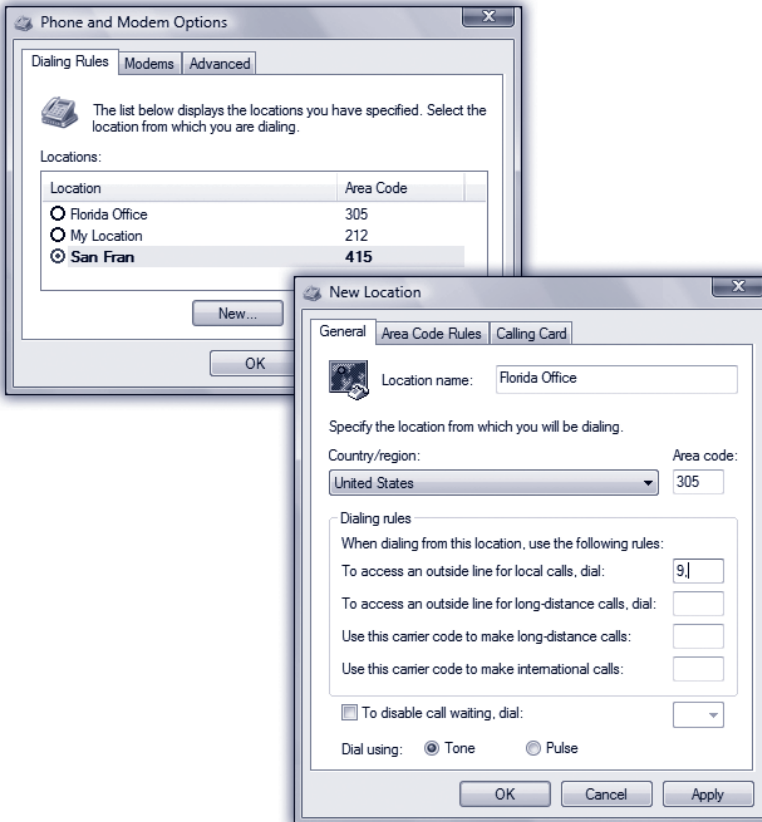 Phone and Modem Options
x
Dialing Rules Modems Advanced
The list below displays the locations you have specified. Select the
location from which you are dialing.
Locations:
Location Area Code
Florida Office 305
My Location 212
San Fran 415
New...
OK
New Location
x
General Area Code Rules Calling Card
Location name: Florida Office
Specify the location from which you will be dialing.
Country/region: Area code:
United States 305
Dialing rules
When dialing from this location, use the following rules:
To access an outside line for local calls, dial: 9,
To access an outside line for long-distance calls, dial:
Use this carrier code to make long-distance calls:
Use this carrier code to make international calls:
To disable call waiting, dial:
Dial using: Tone Pulse
OK Cancel Apply